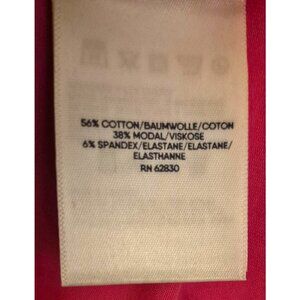 56% COTTON/BAUMWOLLE/COTON
38% MODAL/VISKOSE
6% SPANDEX/ELASTANE/ELASTANE/
ELASTHANNE
RN 62830